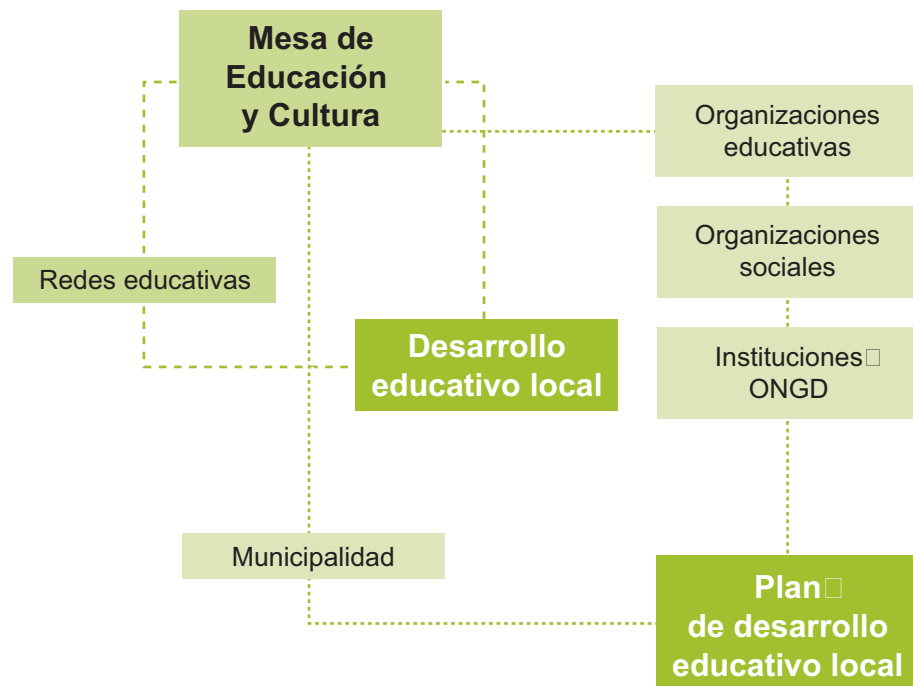 Mesa de
Educación
y Cultura
Organizaciones
educativas
Organizaciones
sociales
Redes educativas
Desarrollo
educativo local
Instituciones□
ONGD
Municipalidad
Plan□
de desarrollo
educativo local